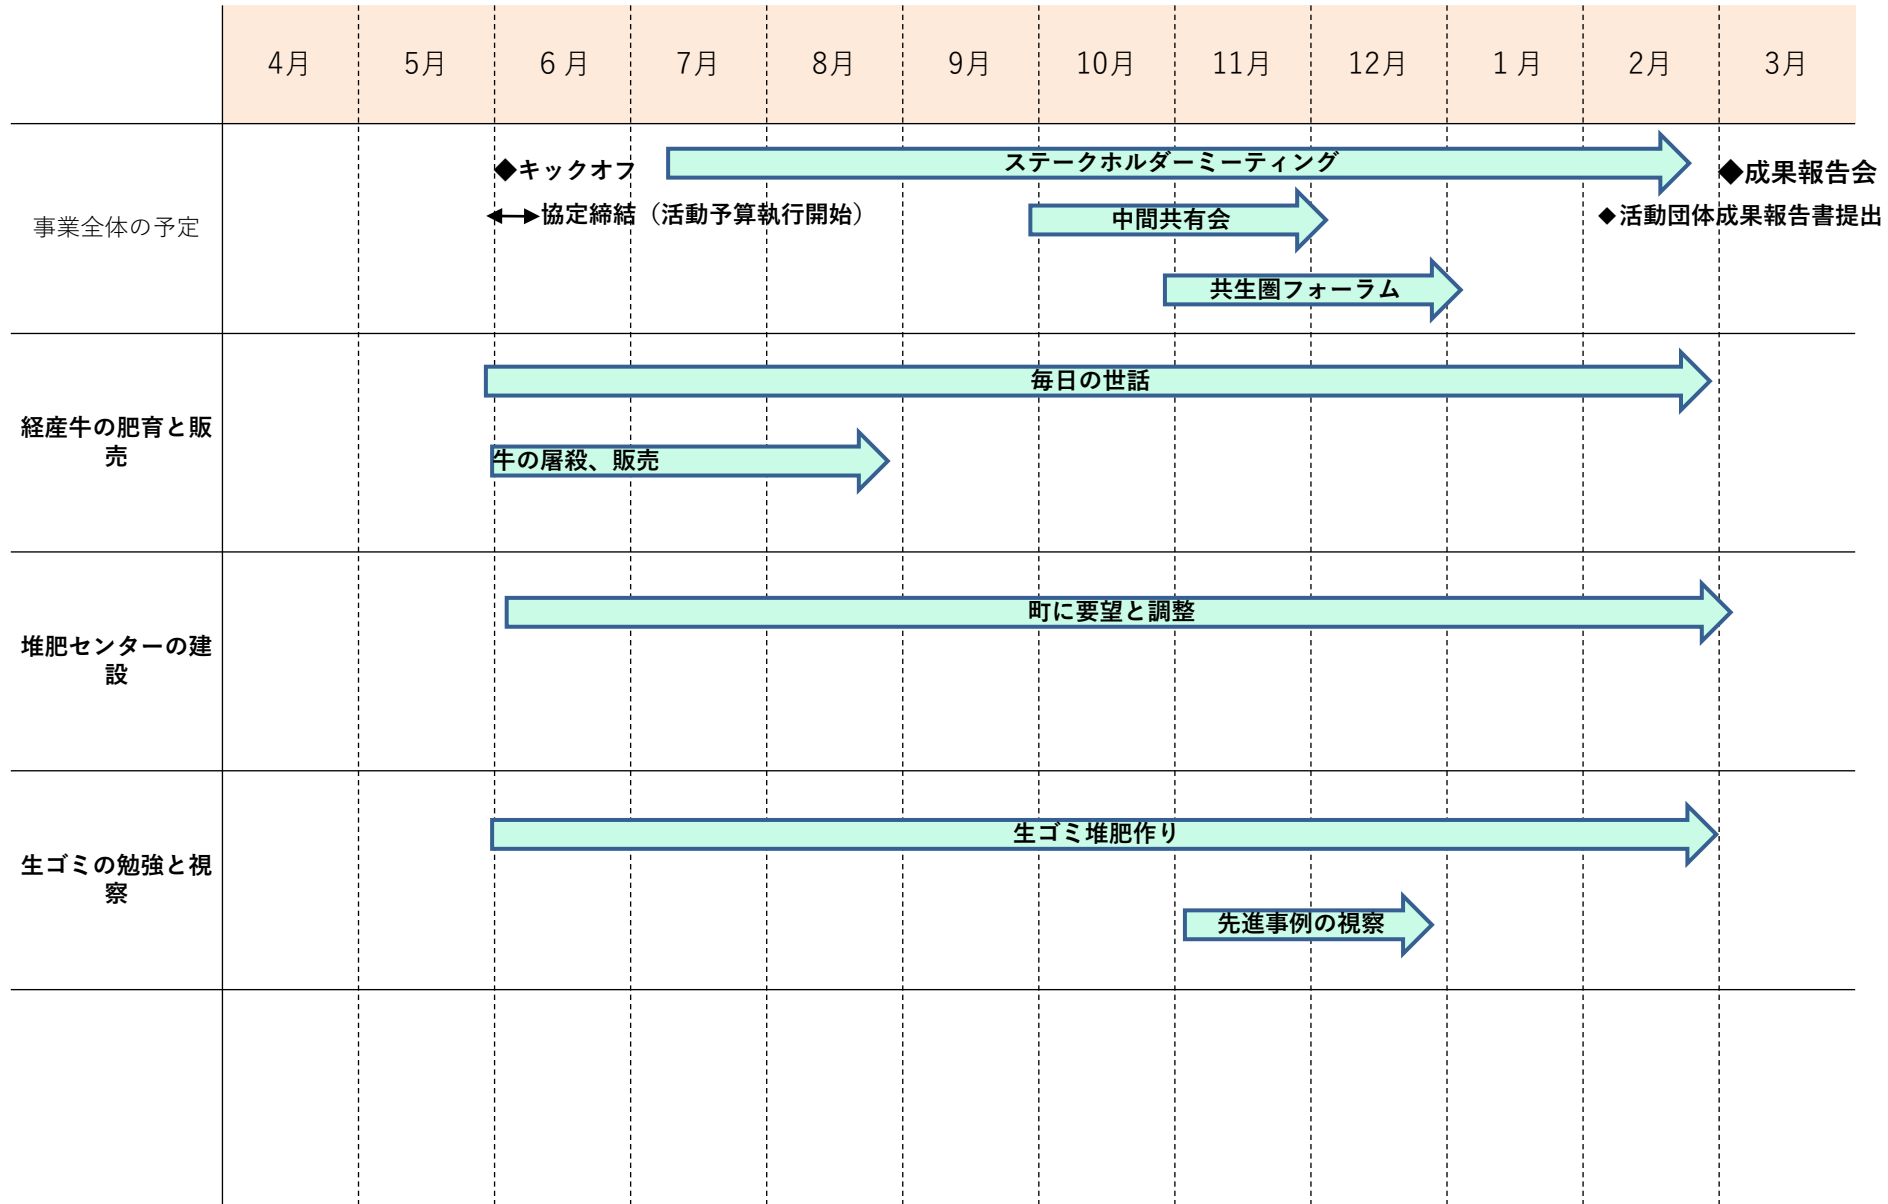 4月 5月 6 月 7月 8月 9月 10月 11月 12月 1 月 2月 3月
事業全体の予定
◆キックオフ
ステークホルダーミーティング
◆成果報告会
協定締結（活動予算執行開始）
中間共有会
◆活動団体成果報告書提出
共生圏フォーラム
経産牛の肥育と販
売
毎日の世話
牛の屠殺、販売
堆肥センターの建
設
町に要望と調整
生ゴミの勉強と視
察
生ゴミ堆肥作り
先進事例の視察